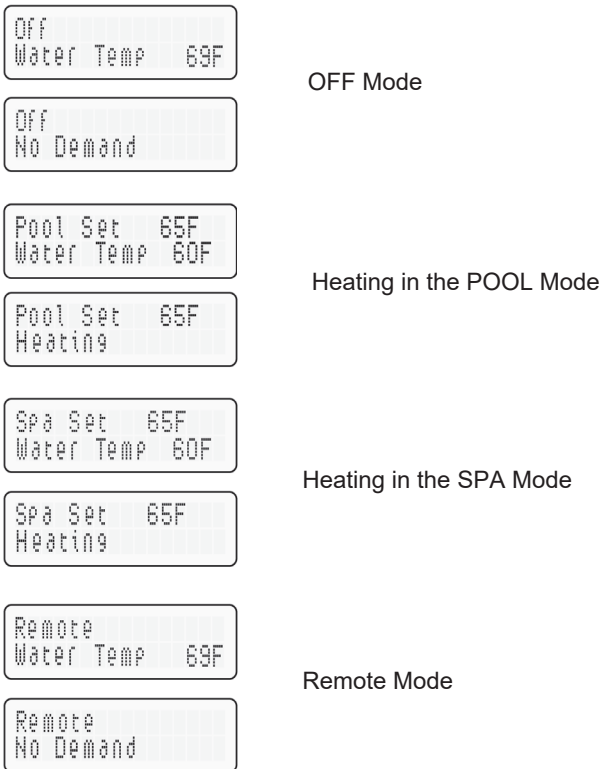 Off
Water Temp 69F
OFF Mode
Off
No Demand
Pool Set 65F
Water Temp 60F
Heating in the POOL Mode
Pool Set 65F
Heating
Spa Set 65F
Water Temp 60F
Heating in the SPA Mode
Spa Set 65F
Heating
Remote
Water Temp 69F
Remote Mode
Remote
No Demand